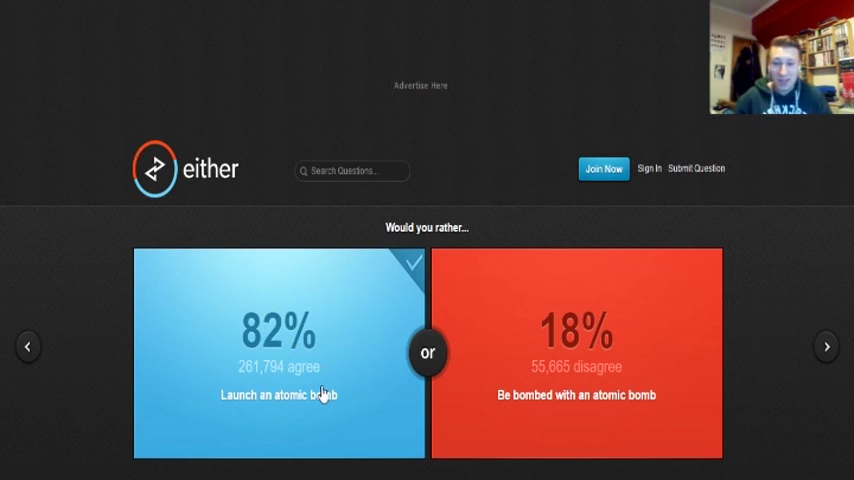 Advertise Here
either
Search Questions...
Join Now
Sign In
Submit Question
Would you rather...
82%
261,794 agree
Launch an atomic bomb
or
18%
55,665 disagree
Be bombed with an atomic bomb